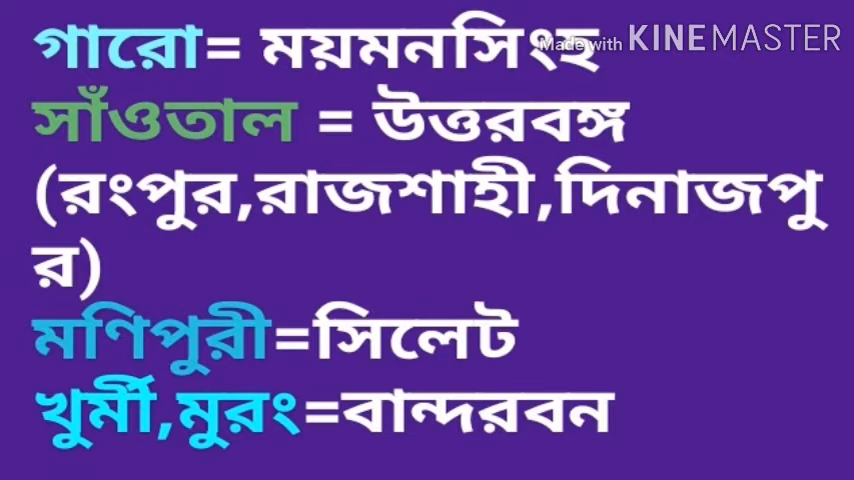 গারো= ময়মনসিংহ
Made with KINEMASTER
সাঁওতাল = উত্তরবঙ্গ
(রংপুর,রাজশাহী,দিনাজপু
র)
মণিপুরী=সিলেট
খুর্মী,মুরং=বান্দরবন